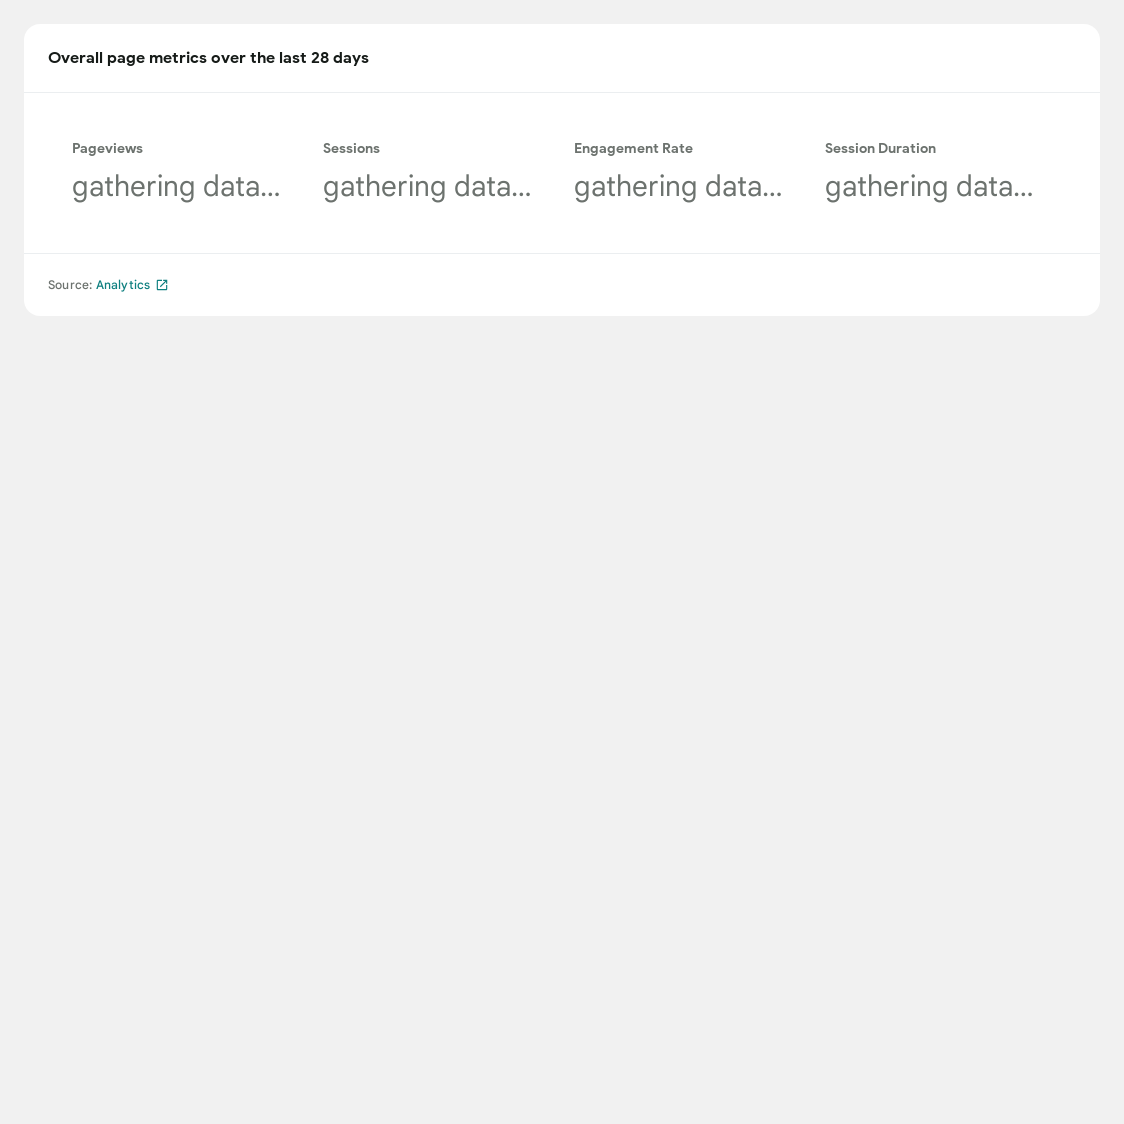 Overall page metrics over the last 28 days
Pageviews
gathering data...
Sessions
gathering data...
Engagement Rate
gathering data...
Session Duration
gathering data...
Source: Analytics